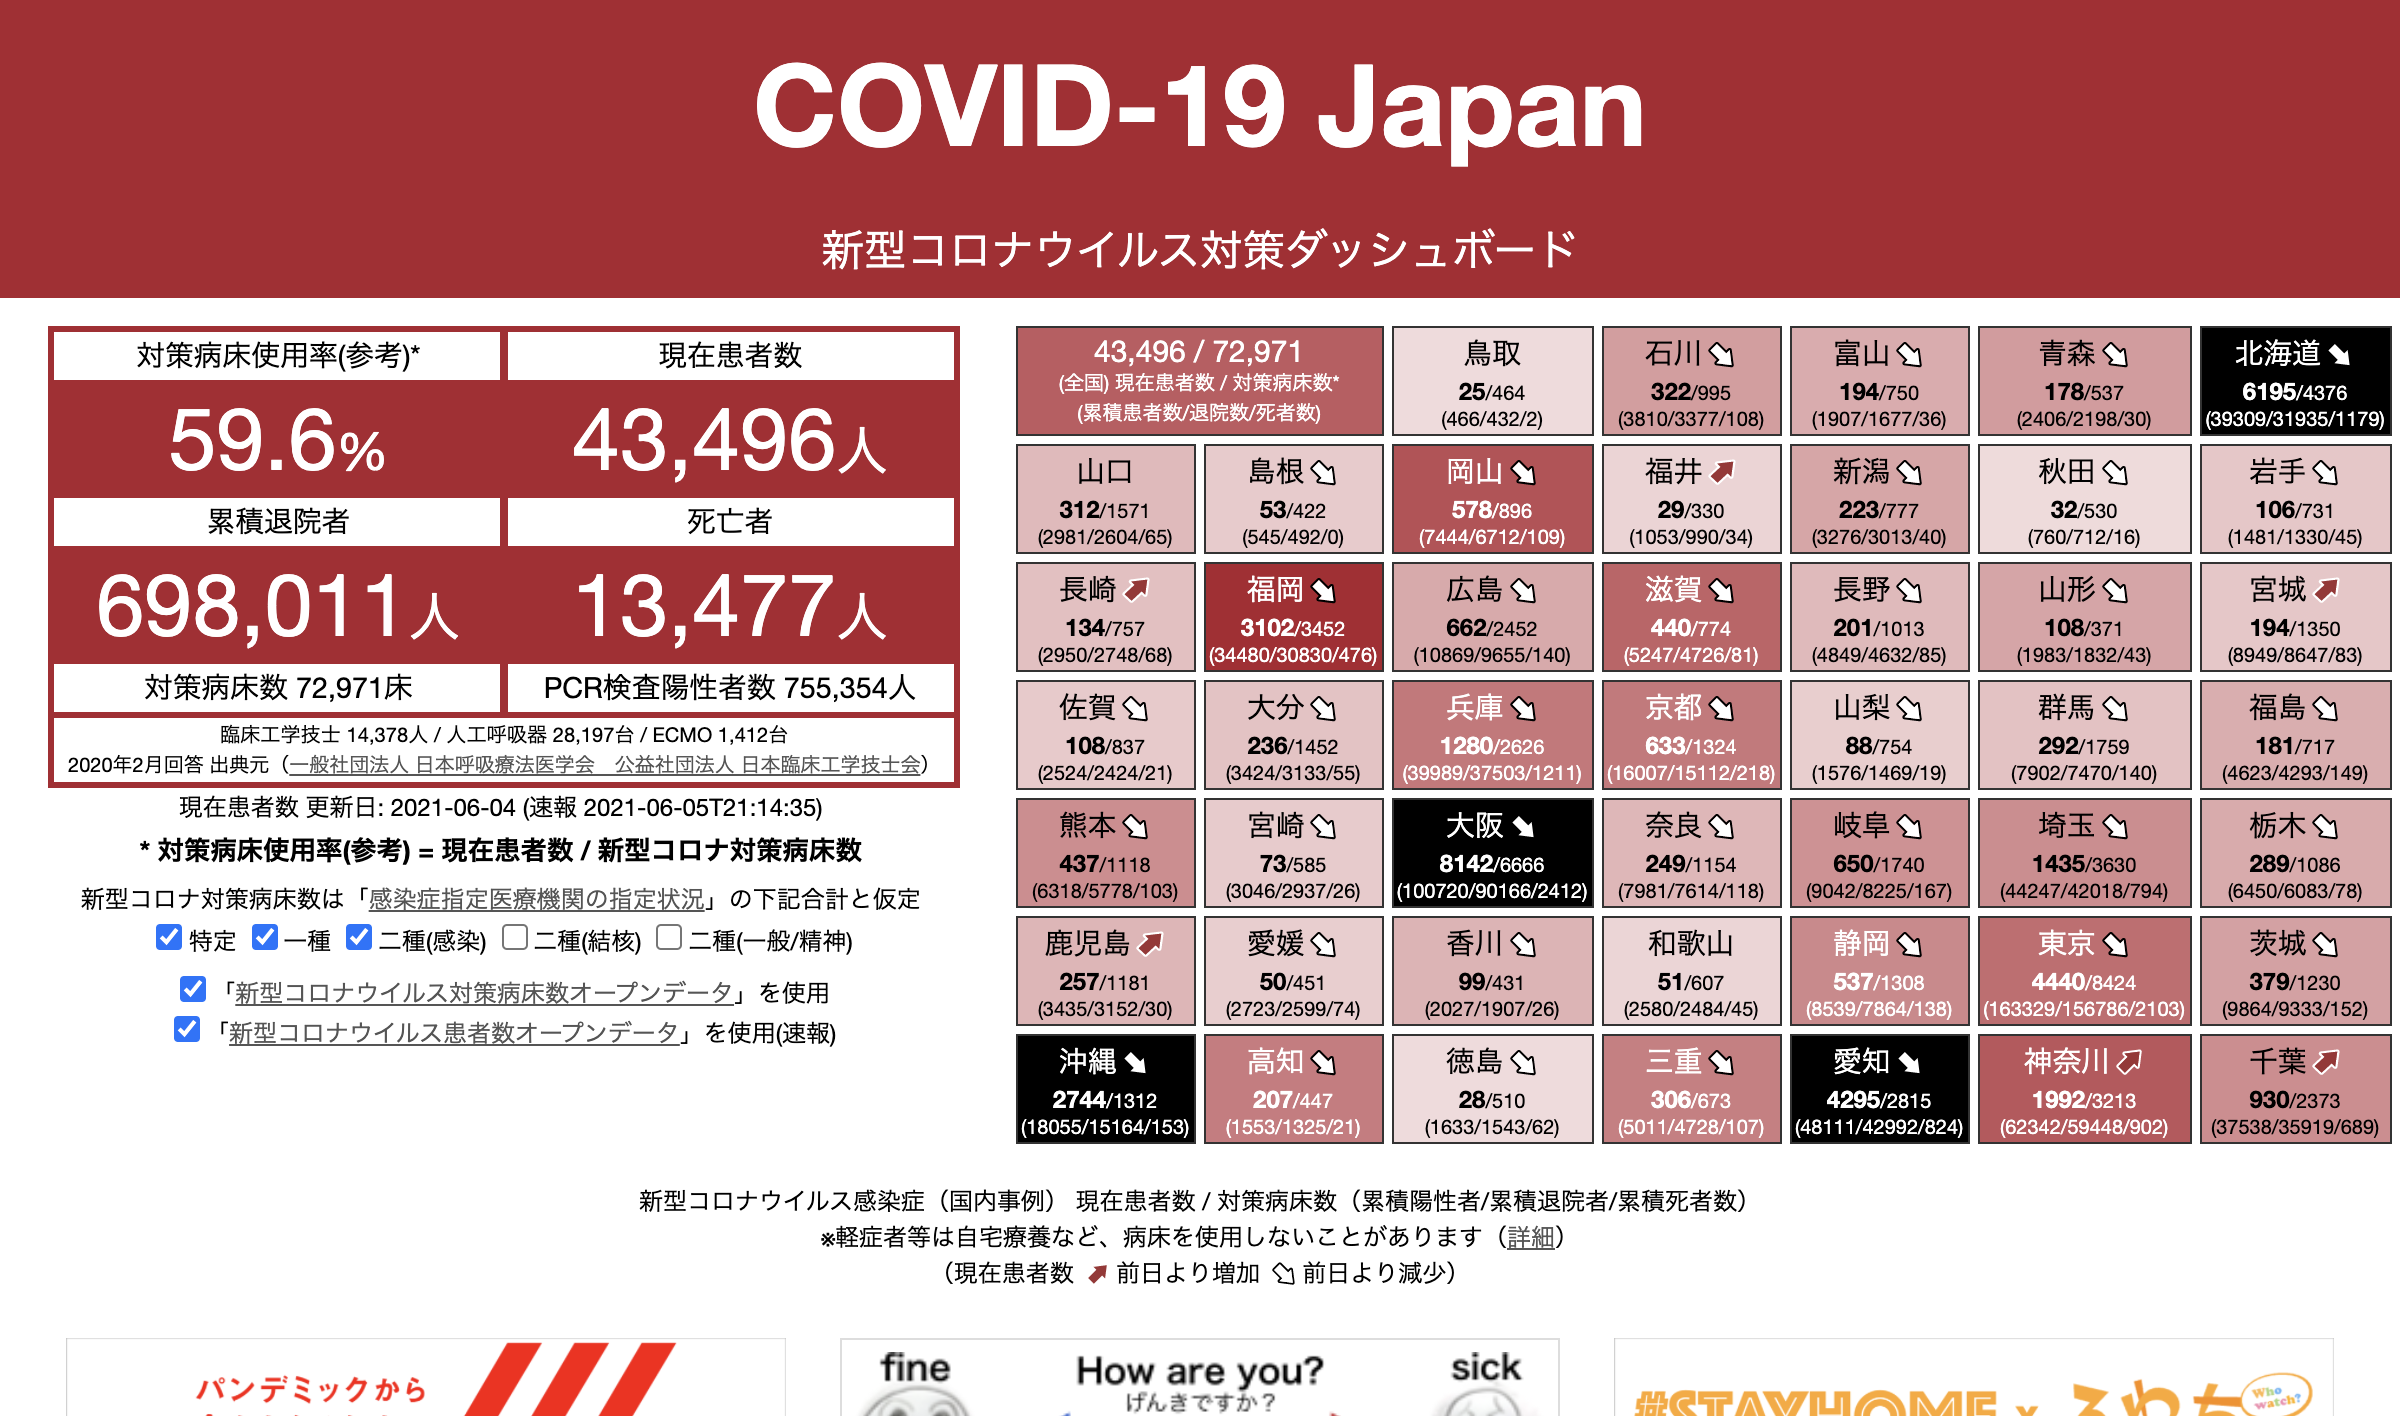 COVID-19 Japan
新型コロナウイルス対策ダッシュボード
対策病床使用率(参考)*
現在患者数
59.6%
43,496人
累積退院者
死亡者
698,011人
13,477人
対策病床数 72,971床
PCR検査陽性者数 755,354人
臨床工学技士 14,378人 / 人工呼吸器 28,197台 / ECMO 1,412台
2020年2月回答 出典元（一般社団法人 日本呼吸療法医学会　公益社団法人 日本臨床工学技士会）
現在患者数 更新日: 2021-06-04 (速報 2021-06-05T21:14:35)
* 対策病床使用率(参考) = 現在患者数 / 新型コロナ対策病床数
新型コロナ対策病床数は「感染症指定医療機関の指定状況」の下記合計と仮定
特定 一種 二種(感染) 二種(結核) 二種(一般/精神)
「新型コロナウイルス対策病床数オープンデータ」を使用
「新型コロナウイルス患者数オープンデータ」を使用(速報)
43,496 / 72,971
(全国) 現在患者数 / 対策病床数*
(累積患者数/退院数/死者数)
鳥取
25/464
(466/432/2)
石川
322/995
(3810/3377/108)
富山
194/750
(1907/1677/36)
青森
178/537
(2406/2198/30)
北海道
6195/4376
(39309/31935/1179)
山口
312/1571
(2981/2604/65)
島根
53/422
(545/492/0)
岡山
578/896
(7444/6712/109)
福井
29/330
(1053/990/34)
新潟
223/777
(3276/3013/40)
秋田
32/530
(760/712/16)
岩手
106/731
(1481/1330/45)
長崎
134/757
(2950/2748/68)
福岡
3102/3452
(34480/30830/476)
広島
662/2452
(10869/9655/140)
滋賀
440/774
(5247/4726/81)
長野
201/1013
(4849/4632/85)
山形
108/371
(1983/1832/43)
宮城
194/1350
(8949/8647/83)
佐賀
108/837
(2524/2424/21)
大分
236/1452
(3424/3133/55)
兵庫
1280/2626
(39989/37503/1211)
京都
633/1324
(16007/15112/218)
山梨
88/754
(1576/1469/19)
群馬
292/1759
(7902/7470/140)
福島
181/717
(4623/4293/149)
熊本
437/1118
(6318/5778/103)
宮崎
73/585
(3046/2937/26)
大阪
8142/6666
(100720/90166/2412)
奈良
249/1154
(7981/7614/118)
岐阜
650/1740
(9042/8225/167)
埼玉
1435/3630
(44247/42018/794)
栃木
289/1086
(6450/6083/78)
鹿児島
257/1181
(3435/3152/30)
愛媛
50/451
(2723/2599/74)
香川
99/431
(2027/1907/26)
和歌山
51/607
(2580/2484/45)
静岡
537/1308
(8539/7864/138)
東京
4440/8424
(163329/156786/2103)
茨城
379/1230
(9864/9333/152)
沖縄
2744/1312
(18055/15164/153)
高知
207/447
(1553/1325/21)
徳島
28/510
(1633/1543/62)
三重
306/673
(5011/4728/107)
愛知
4295/2815
(48111/42992/824)
神奈川
1992/3213
(62342/59448/902)
千葉
930/2373
(37538/35919/689)
新型コロナウイルス感染症（国内事例） 現在患者数 / 対策病床数（累積陽性者/累積退院者/累積死者数）
※軽症者等は自宅療養など、病床を使用しないことがあります（詳細）
（現在患者数 前日より増加 前日より減少）
パンデミックから
fine
How are you?
げんきですか？
sick
#STAYHOME x
Who watch?